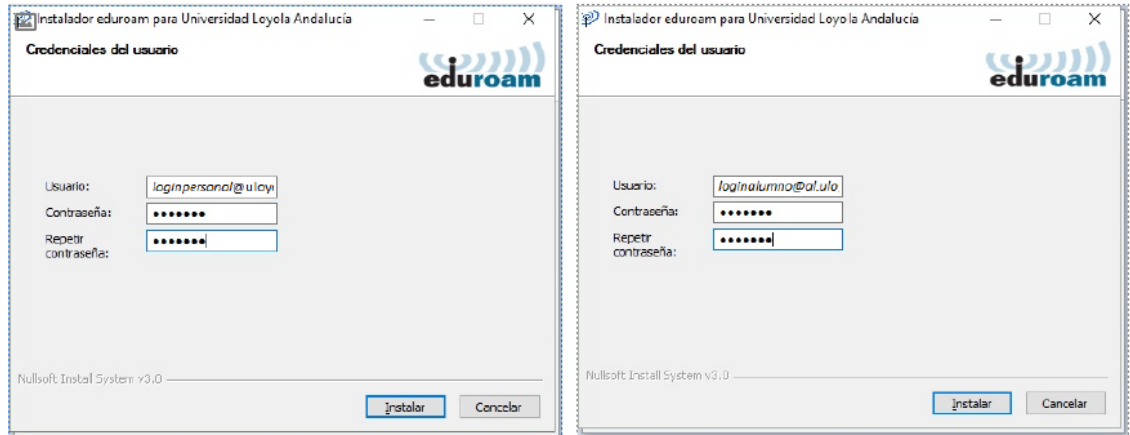 Instalador eduroam para Universidad Loyola Andalucía
Credenciales del usuario
eduroam
Usuario:
loginpersonal@uloy
Contraseña:
Repetir
contraseña:
Nullsoft Install System v3.0
Instalar
Cancelar
Instalador eduroam para Universidad Loyola Andalucía
Credenciales del usuario
eduroam
Usuario:
loginalumno@al.ulo
Contraseña:
Repetir
contraseña:
Nullsoft Install System v3.0
Instalar
Cancelar